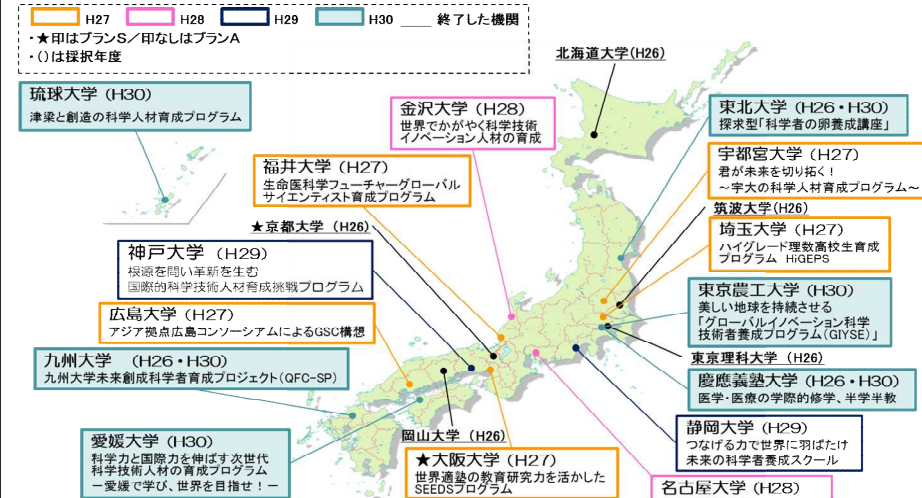 H27 H28 H29 H30 終了した機関
・★印はプランS／印なしはプランA
・()は採択年度
北海道大学(H26)
琉球大学 (H30)
津梁と創造の科学人材育成プログラム
金沢大学 (H28)
世界でかがやく科学技術
イノベーション人材の育成
東北大学 (H26・H30)
探求型「科学者の卵養成講座」
福井大学 (H27)
生命医科学フューチャーグローバル
サイエンティスト育成プログラム
宇都宮大学 (H27)
君が未来を切り拓く！
～宇大の科学人材育成プログラム～
★京都大学 (H26)
筑波大学(H26)
埼玉大学 (H27)
ハイグレード理数高校生育成
プログラム HiGEPS
神戸大学 (H29)
根源を問い革新を生む
国際的科学技術人材育成挑戦プログラム
東京農工大学 (H30)
美しい地球を持続させる
「グローバルイノベーション科学
技術者養成プログラム(GIYSE)」
広島大学 (H27)
アジア拠点広島コンソーシアムによるGSC構想
東京理科大学 (H26)
九州大学 (H26・H30)
九州大学未来創成科学者育成プロジェクト(QFC-SP)
慶應義塾大学 (H26・H30)
医学・医療の学際的修学、半学半教
静岡大学 (H29)
つなげる力で世界に羽ばたけ
未来の科学者養成スクール
愛媛大学 (H30)
科学力と国際力を伸ばす次世代
科学技術人材の育成プログラム
－愛媛で学び、世界を目指せ！－
岡山大学 (H26)
★大阪大学 (H27)
世界適塾の教育研究力を活かした
SEEDSプログラム
名古屋大学 (H28)